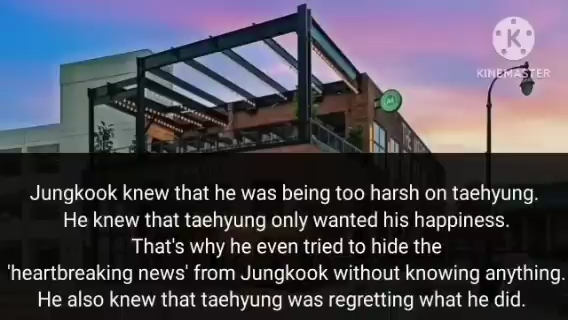 KINEMASTER
Jungkook knew that he was being too harsh on taehyung.
He knew that taehyung only wanted his happiness.
That's why he even tried to hide the
'heartbreaking news' from Jungkook without knowing anything.
He also knew that taehyung was regretting what he did.